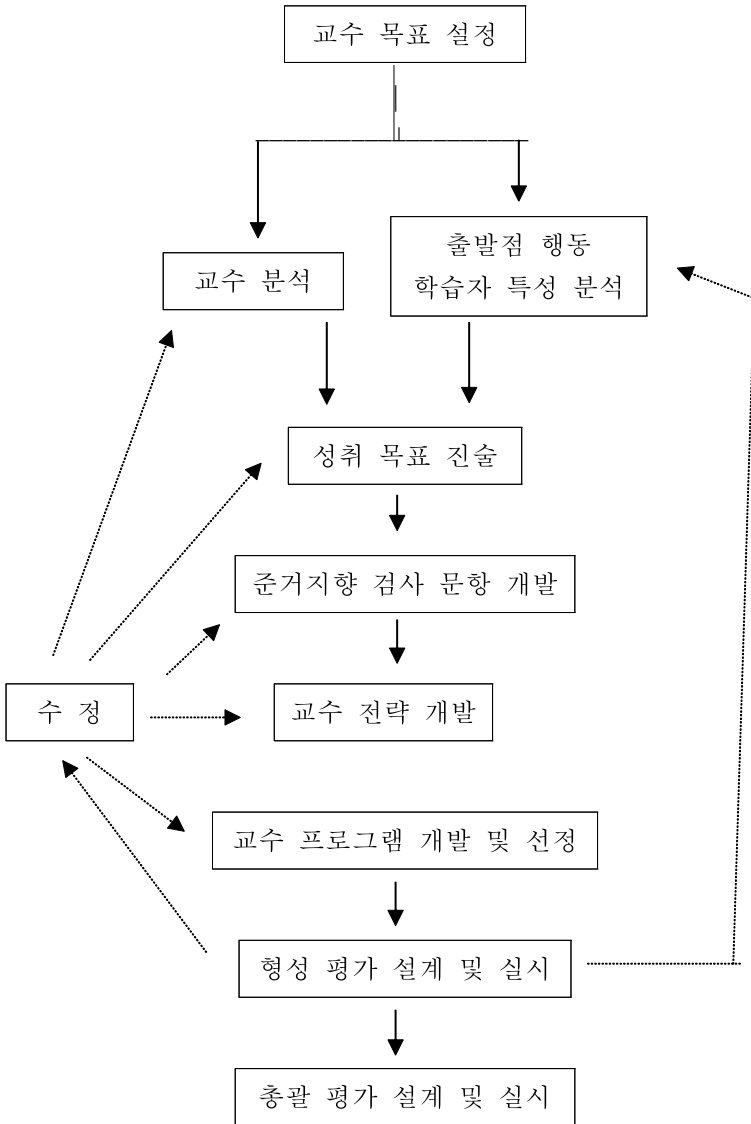 교수 목표 설정
교수 분석
출발점 행동
학습자 특성 분석
성취 목표 진술
준거지향 검사 문항 개발
수 정
교수 전략 개발
교수 프로그램 개발 및 선정
형성 평가 설계 및 실시
총괄 평가 설계 및 실시